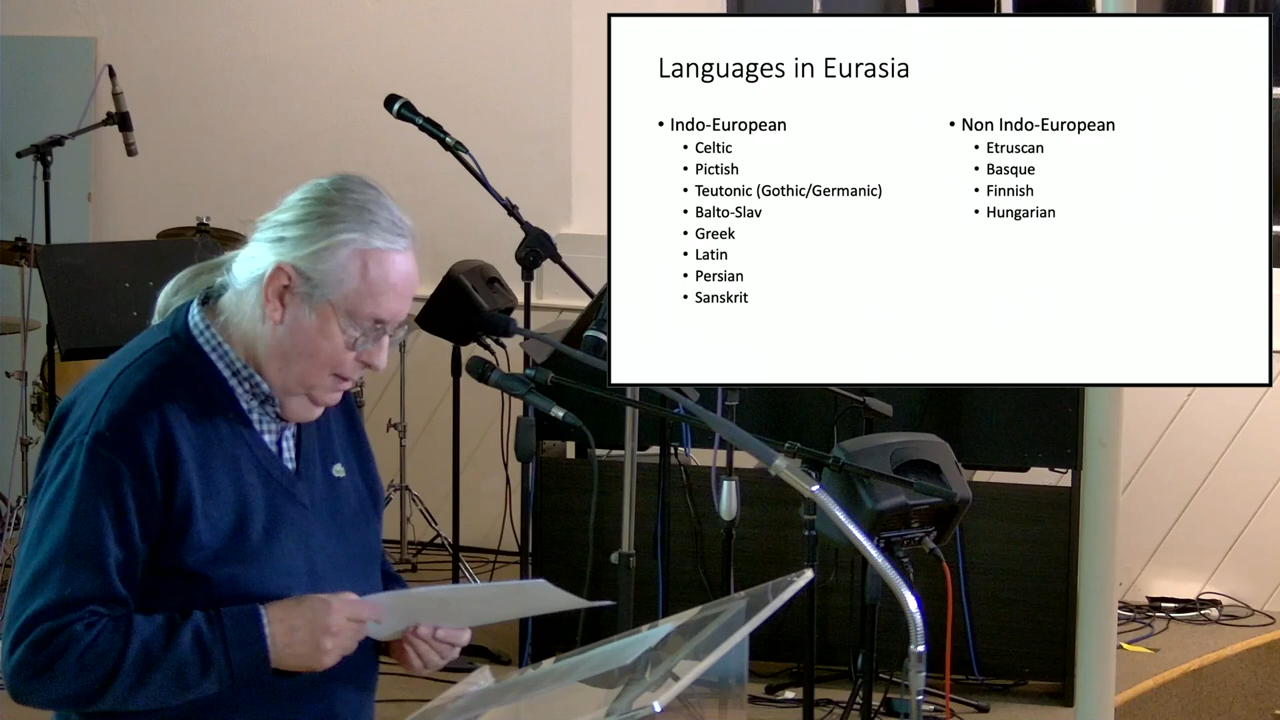 Languages in Eurasia
• Indo-European
• Celtic
• Pictish
• Teutonic (Gothic/Germanic)
• Balto-Slav
• Greek
• Latin
• Persian
• Sanskrit
• Non Indo-European
• Etruscan
• Basque
• Finnish
• Hungarian